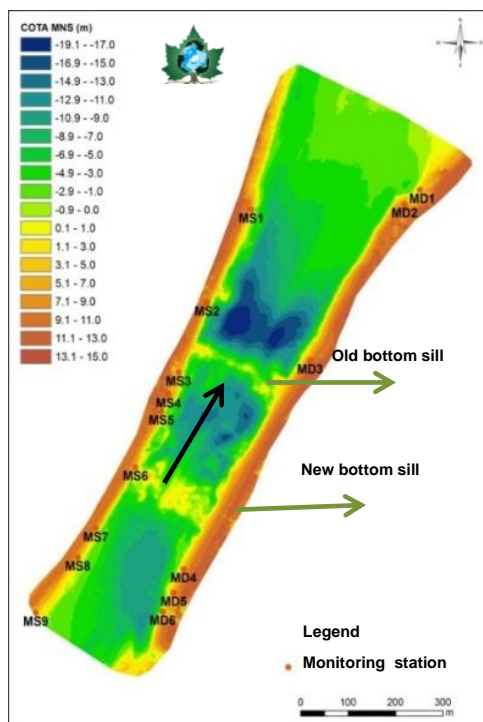 COTA MNS (m)
-19.1 - -17.0
-16.9 - -15.0
-14.9 - -13.0
-12.9 - -11.0
-10.9 - -9.0
-8.9 - -7.0
-6.9 - -5.0
-4.9 - -3.0
-2.9 - -1.0
-0.9 - 0.0
0.1 - 1.0
1.1 - 3.0
3.1 - 5.0
5.1 - 7.0
7.1 - 9.0
9.1 - 11.0
11.1 - 13.0
13.1 - 15.0
MD1
MD2
MS1
MS2
Old bottom sill
MD3
MS3
MS4
MS5
New bottom sill
MS6
MS7
MS8
MD4
MD5
MS9
MD6
Legend
Monitoring station
0 100 200 300
m